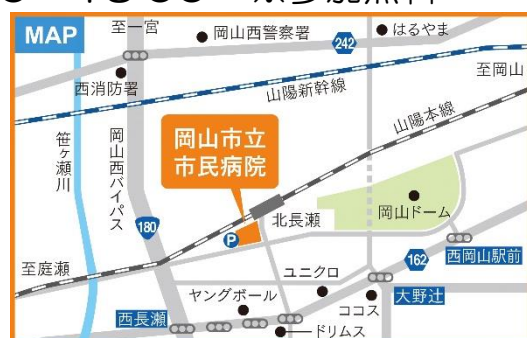 ※参加無料
MAP
至一宮
岡山西警察署
242
はるやま
西消防署
至岡山
山陽新幹線
山陽本線
笹ヶ瀬川
岡山西バイパス
岡山市立
市民病院
180
P
北長瀬
岡山ドーム
至庭瀬
162
西岡山駅前
ユニクロ
ヤングボール
ココス
大野辻
西長瀬
ドリムス